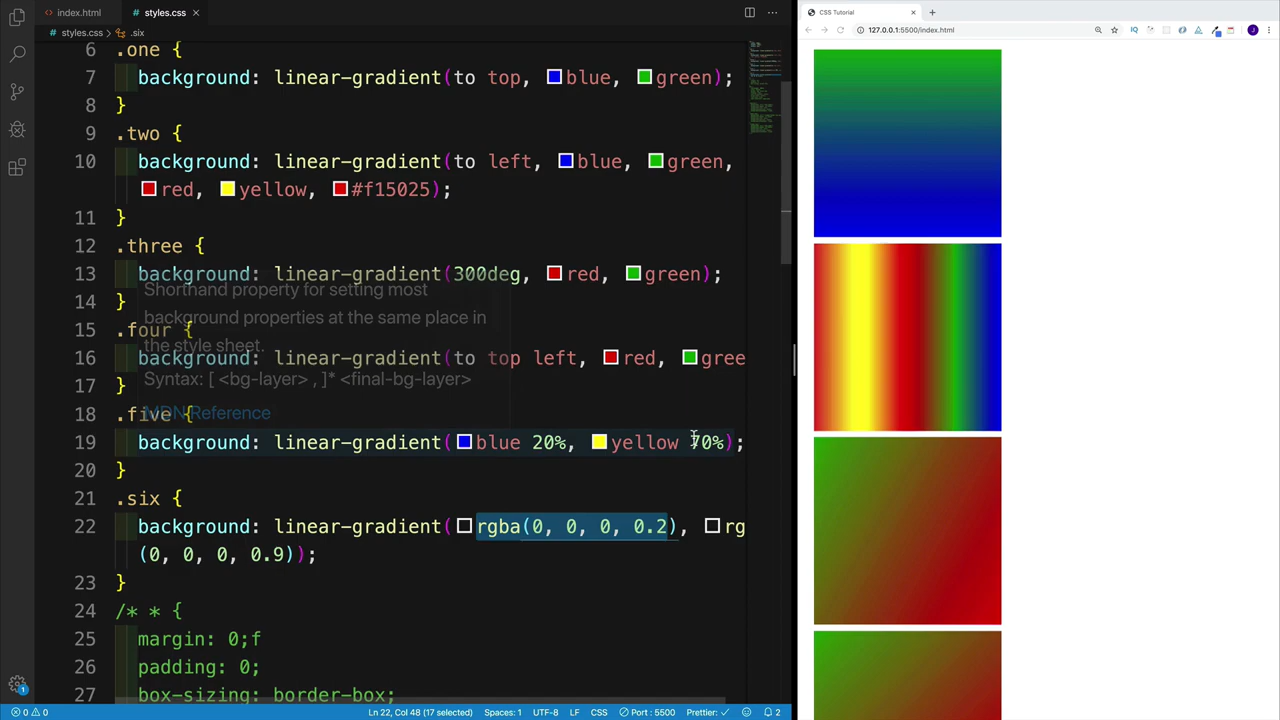 index.html
styles.css
CSS Tutorial
styles.css
.six
127.0.0.1:5500/index.html
J
6 .one {
7 background: linear-gradient(to top, blue, green);
8 }
9 .two {
10 background: linear-gradient(to left, blue, green,
red, yellow, #f15025);
11 }
12 .three {
13 background: linear-gradient(300deg, red, green);
Shorthand property for setting most
14 }
background properties at the same place in
15 .four {
the style sheet.
16 background: linear-gradient(to top left, red, gree
Syntax: [ <bg-layer> , ]* <final-bg-layer>
17 }
MDN Reference
18 .five {
19 background: linear-gradient(blue 20%, yellow 70%);
20 }
21 .six {
22 background: linear-gradient(rgba(0, 0, 0, 0.2), rg
(0, 0, 0, 0.9));
23 }
24 /* * {
25 margin: 0;f
26 padding: 0;
27 box-sizing: border-box;
1
0 0
Ln 22, Col 48 (17 selected)
Spaces: 1
UTF-8
LF
CSS
Port : 5500
Prettier: ✓
2